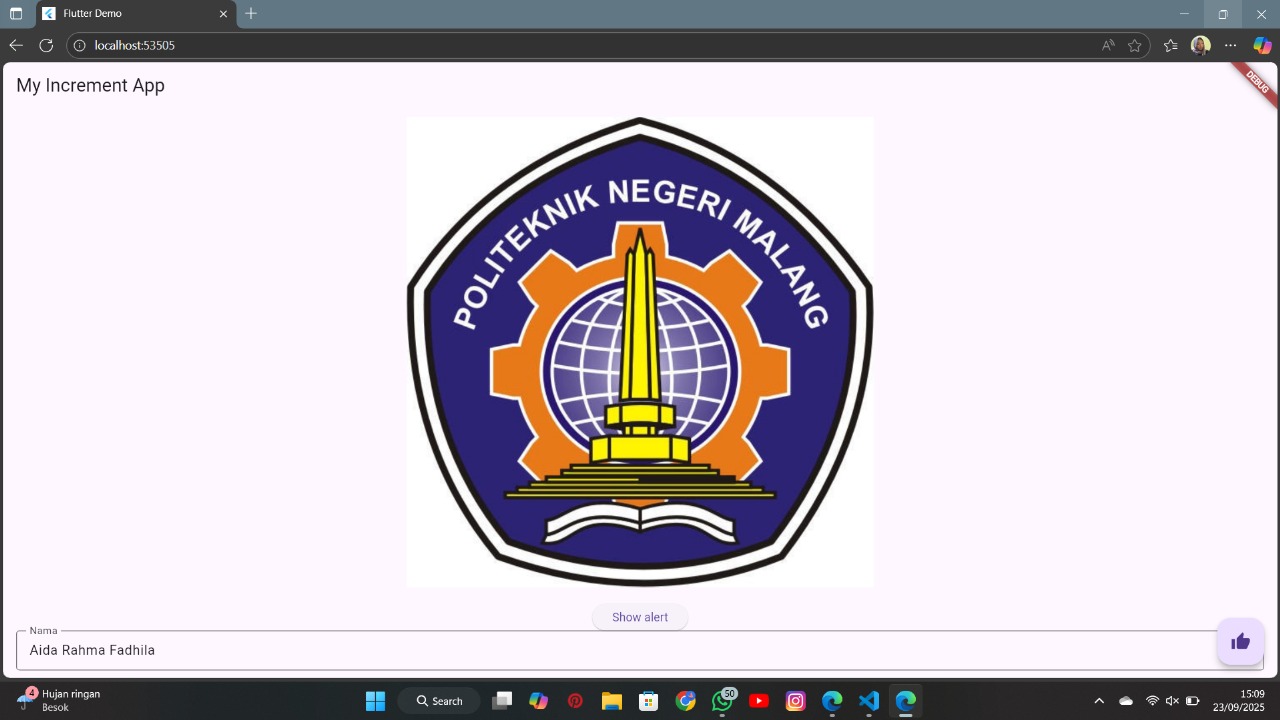 Flutter Demo
localhost:53505
My Increment App
DEBUG
POLITEKNIK NEGERI MALANG
Show alert
Nama
Aida Rahma Fadhila
4
Hujan ringan
Besok
Search
50
15:09
23/09/2025